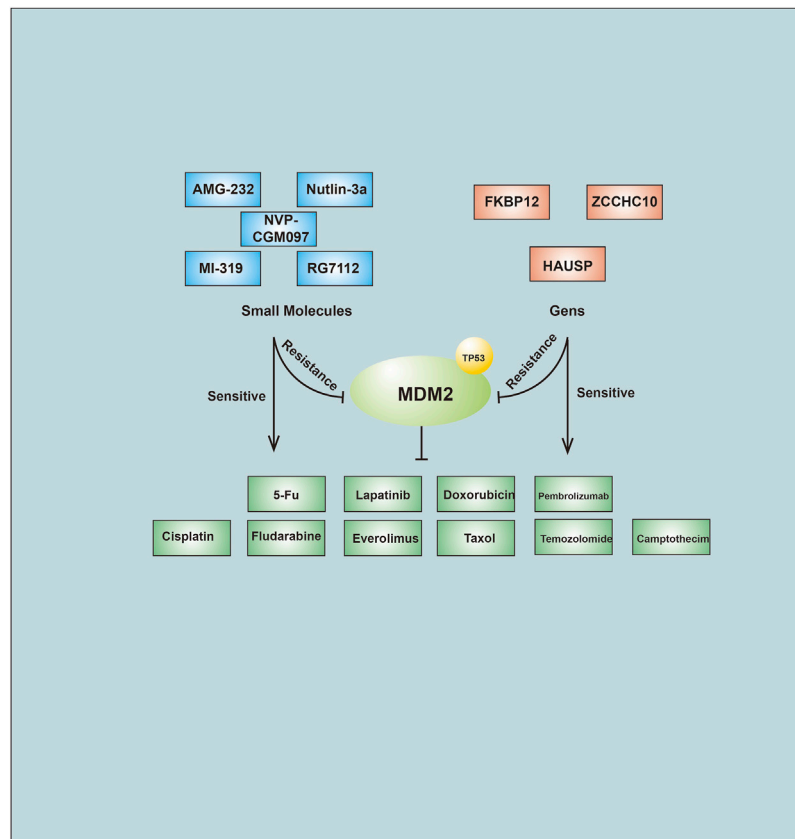 AMG-232
Nutlin-3a
NVP-
CGM097
MI-319
RG7112
Small Molecules
FKBP12
ZCCHC10
HAUSP
Gens
Resistance
Sensitive
TP53
MDM2
Resistance
Sensitive
5-Fu
Lapatinib
Doxorubicin
Pembrolizumab
Cisplatin
Fludarabine
Everolimus
Taxol
Temozolomide
Camptothecim